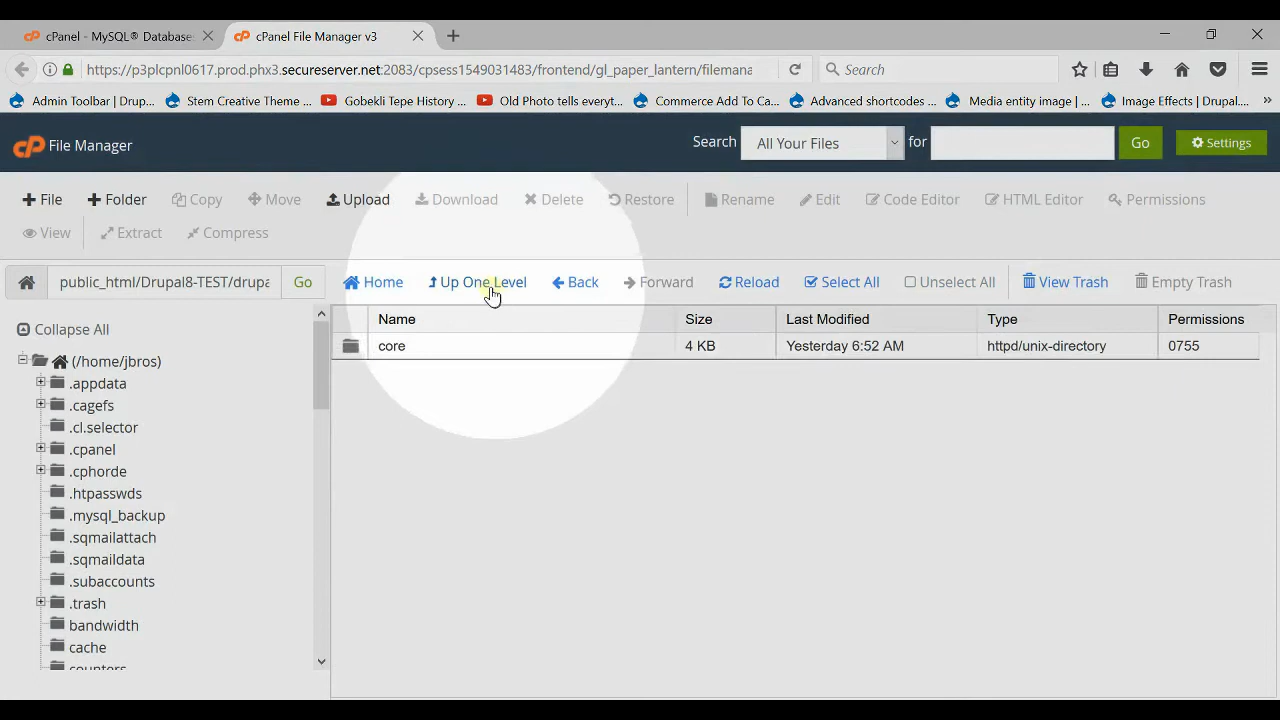 cPanel - MySQL® Database
cPanel File Manager v3
https://p3plcpnl0617.prod.phx3.secureserver.net:2083/cpsess1549031483/frontend/gl_paper_lantern/filemana
Search
Admin Toolbar | Drup...
Stem Creative Theme ...
Gobekli Tepe History ...
Old Photo tells everyt...
Commerce Add To Ca...
Advanced shortcodes ...
Media entity image | ...
Image Effects | Drupal....
cP File Manager
Search All Your Files for Go Settings
File Folder Copy Move Upload Download Delete Restore Rename Edit Code Editor HTML Editor Permissions
View Extract Compress
public_html/Drupal8-TEST/drupa Go
Home Up One Level Back Forward Reload Select All Unselect All View Trash Empty Trash
Collapse All
(/home/jbros)
.appdata
.cagefs
.cl.selector
.cpanel
.cphorde
.htpasswds
.mysql_backup
.sqmailattach
.sqmaildata
.subaccounts
.trash
bandwidth
cache
counters
Name Size Last Modified Type Permissions
core 4 KB Yesterday 6:52 AM httpd/unix-directory 0755